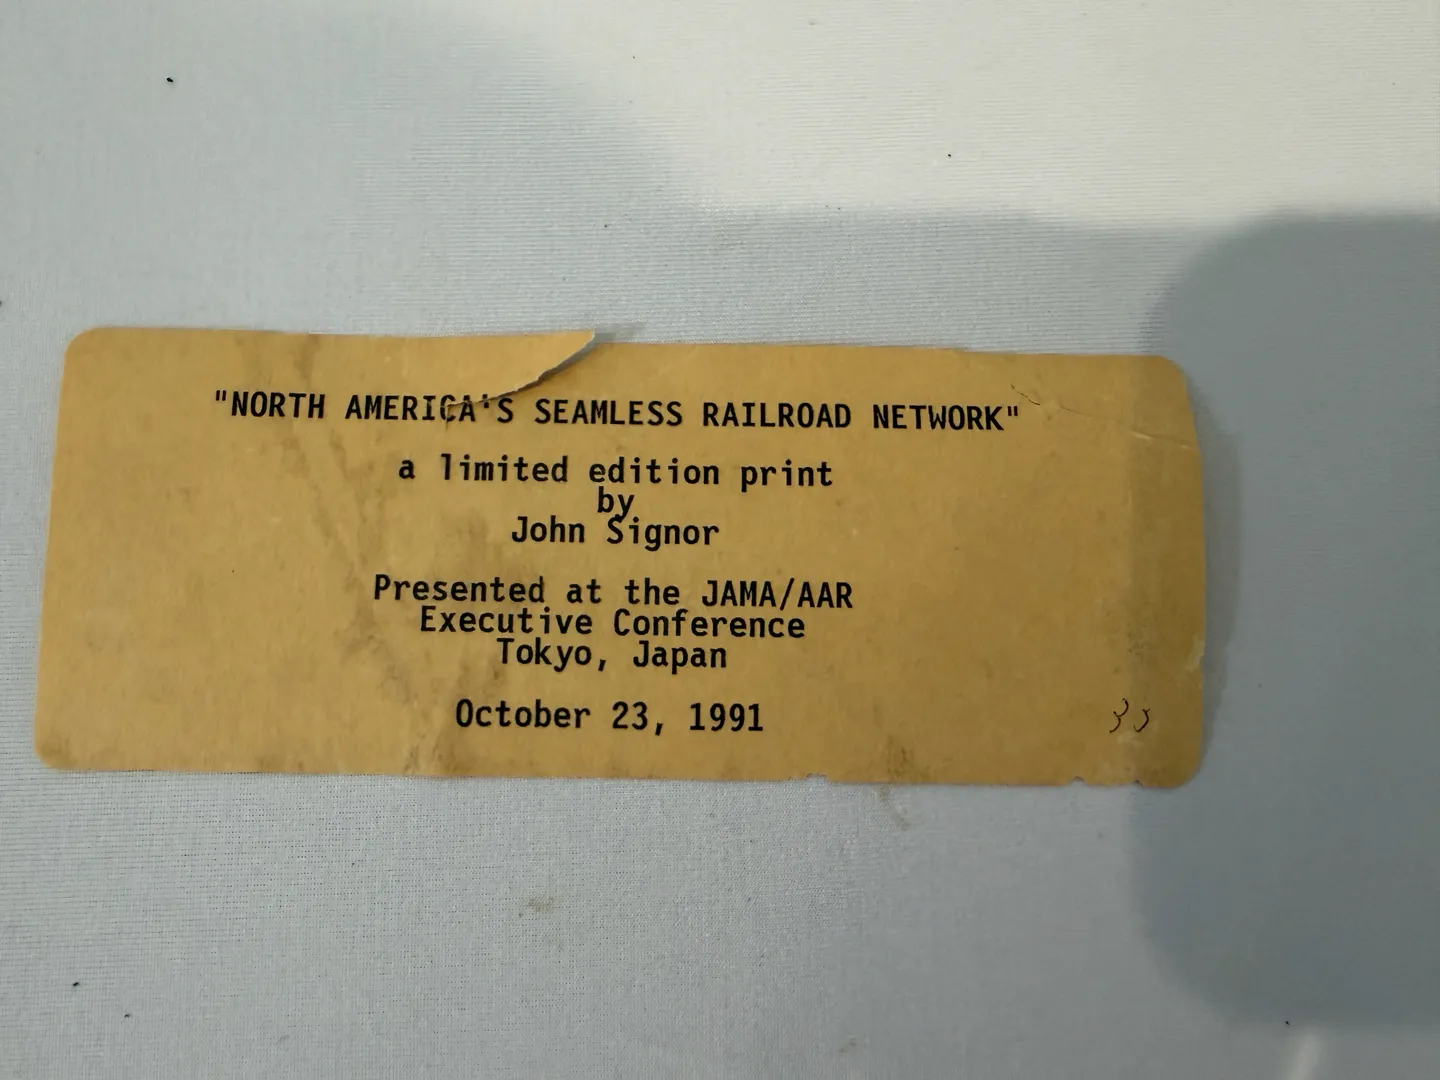 "NORTH AMERICA'S SEAMLESS RAILROAD NETWORK"
a limited edition print
by
John Signor
Presented at the JAMA/AAR
Executive Conference
Tokyo, Japan
October 23, 1991